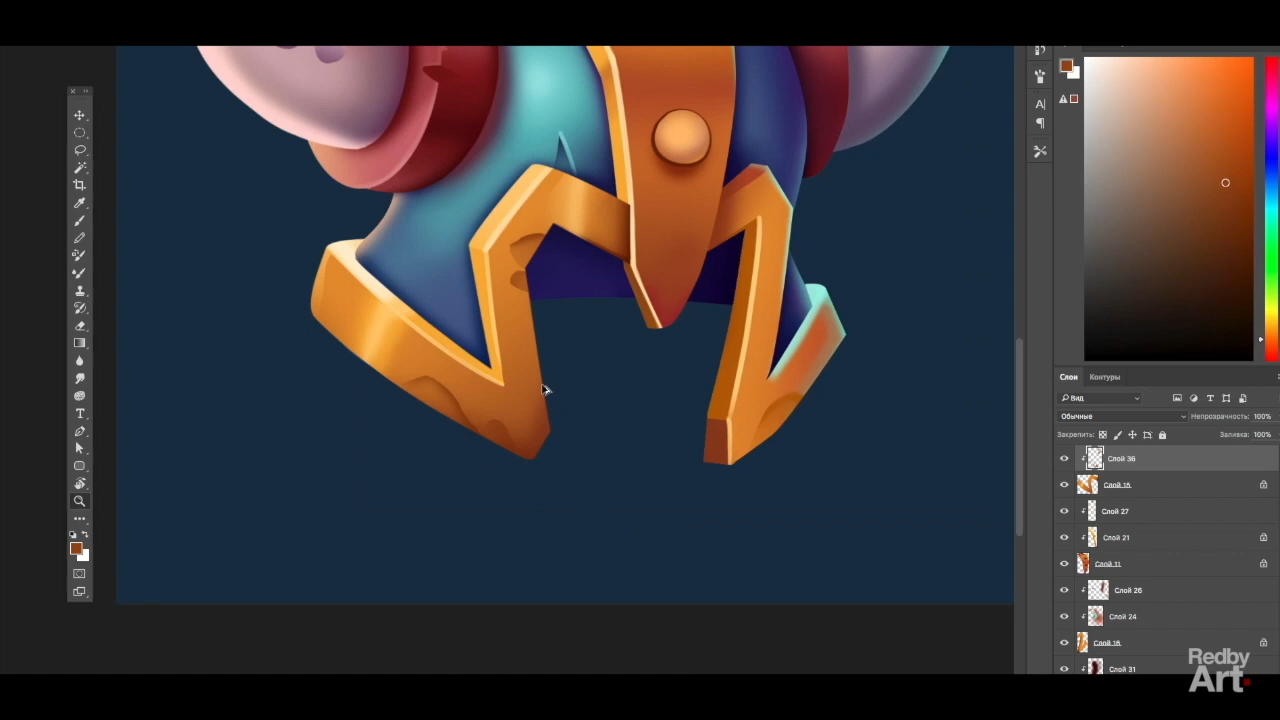 Слои Контуры
Вид
Обычные Непрозрачность: 100%
Закрепить: Заливка: 100%
Слой 36
Слой 15
Слой 27
Слой 21
Слой 11
Слой 26
Слой 24
Слой 16
Слой 31
Redby
Art